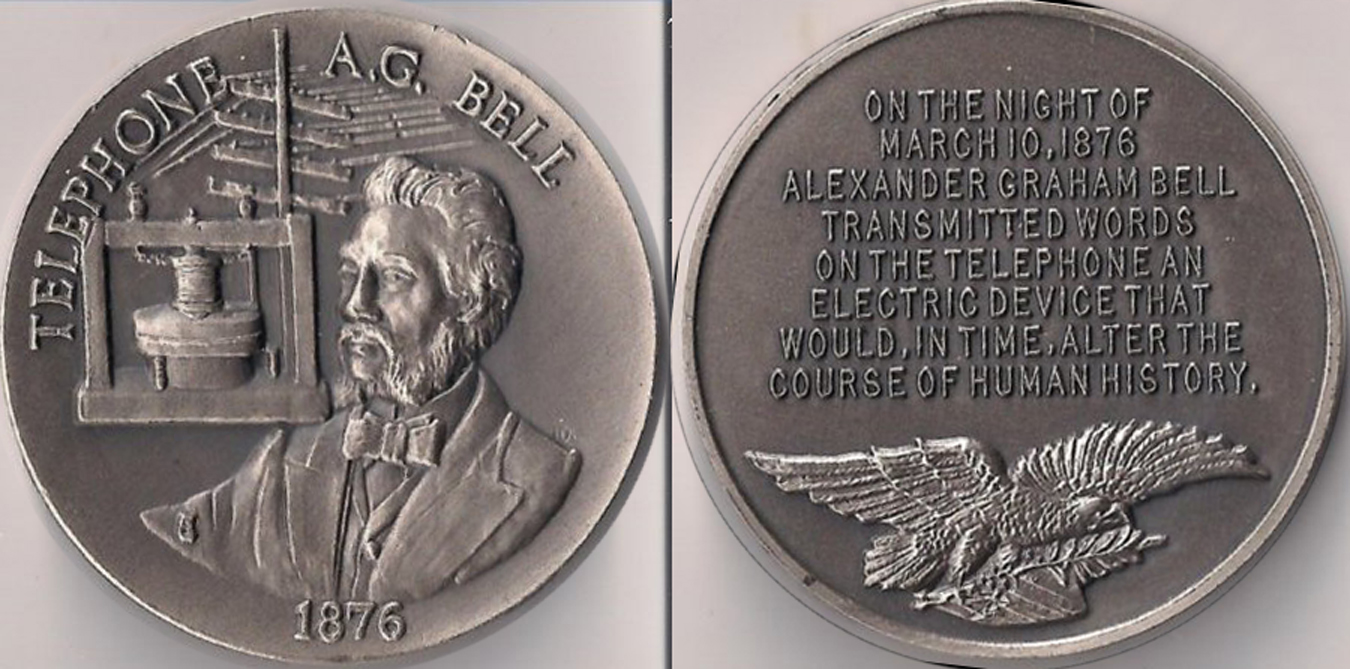 TELEPHONE A.G. BELL
1876
ON THE NIGHT OF
MARCH 10, 1876
ALEXANDER GRAHAM BELL
TRANSMITTED WORDS
ON THE TELEPHONE AN
ELECTRIC DEVICE THAT
WOULD, IN TIME, ALTER THE
COURSE OF HUMAN HISTORY.